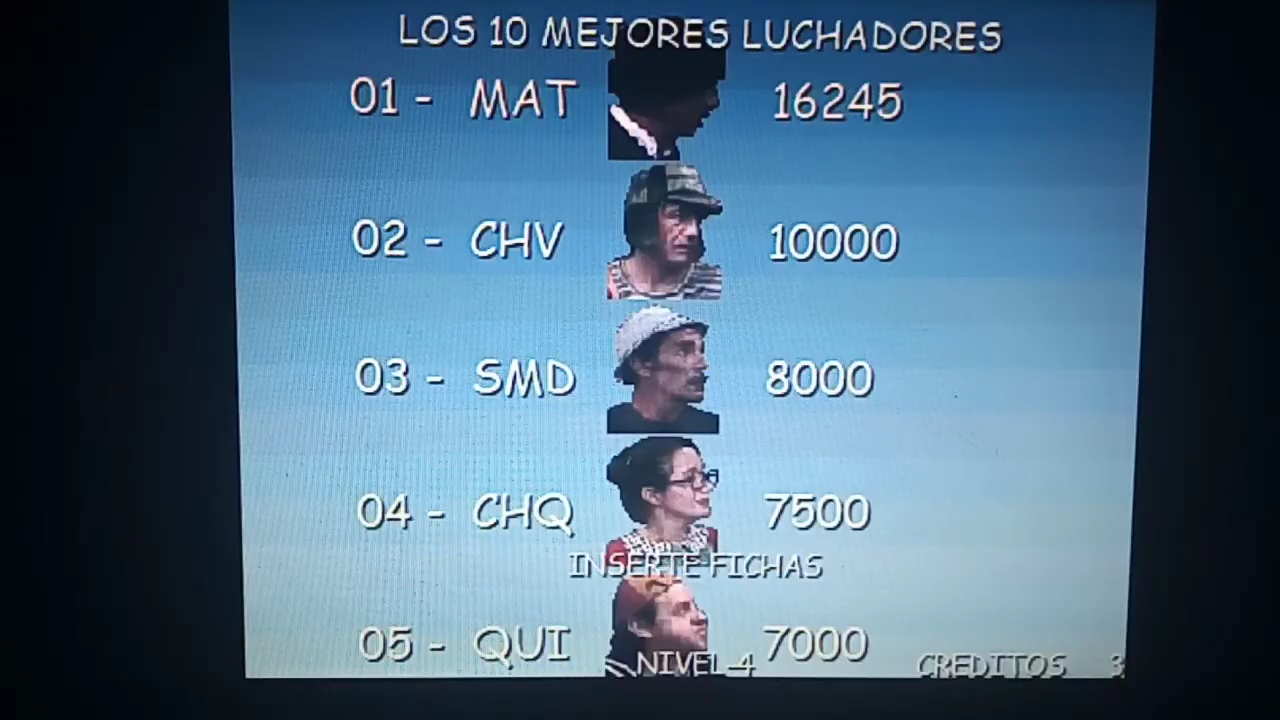 LOS 10 MEJORES LUCHADORES
01 - MAT 16245
02 - CHV 10000
03 - SMD 8000
04 - CHQ 7500
INSERTE FICHAS
05 - QUI 7000
NIVEL-4 CREDITOS 3